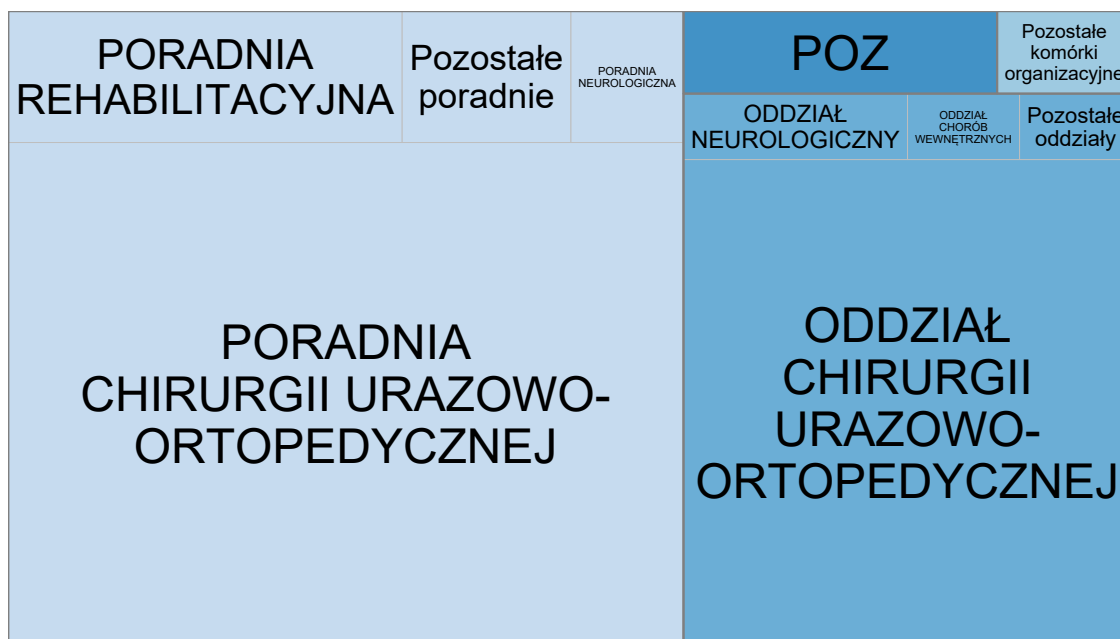 PORADNIA
REHABILITACYJNA
Pozostałe
poradnie
PORADNIA
NEUROLOGICZNA
POZ
Pozostałe
komórki
organizacyjne
ODDZIAŁ
NEUROLOGICZNY
ODDZIAŁ
CHORÓB
WEWNĘTRZNYCH
Pozostałe
oddziały
PORADNIA
CHIRURGII URAZOWO-
ORTOPEDYCZNEJ
ODDZIAŁ
CHIRURGII
URAZOWO-
ORTOPEDYCZNEJ